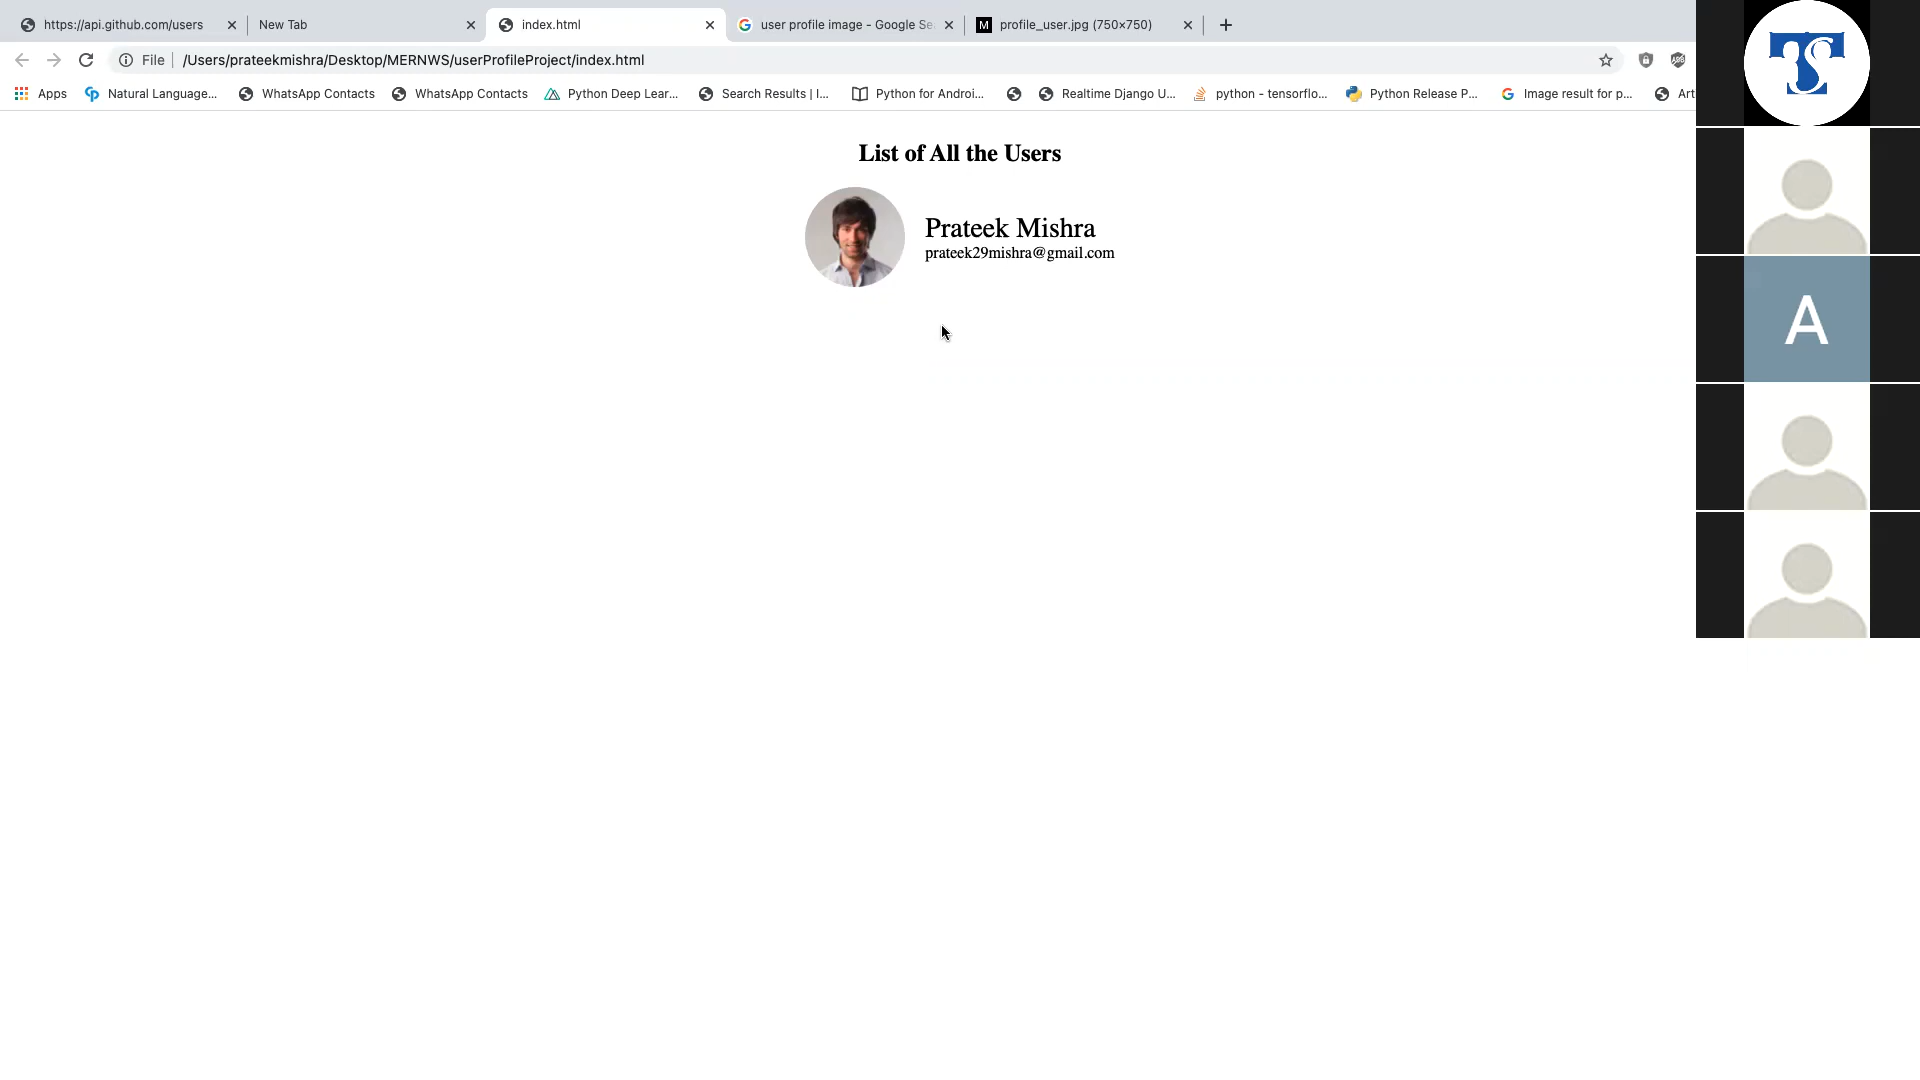 https://api.github.com/users
New Tab
index.html
user profile image - Google Se
profile_user.jpg (750×750)
File
/Users/prateekmishra/Desktop/MERNWS/userProfileProject/index.html
Apps
Natural Language...
WhatsApp Contacts
WhatsApp Contacts
Python Deep Lear...
Search Results | I...
Python for Androi...
Realtime Django U...
python - tensorflo...
Python Release P...
Image result for p...
Art
List of All the Users
Prateek Mishra
prateek29mishra@gmail.com
TS
A